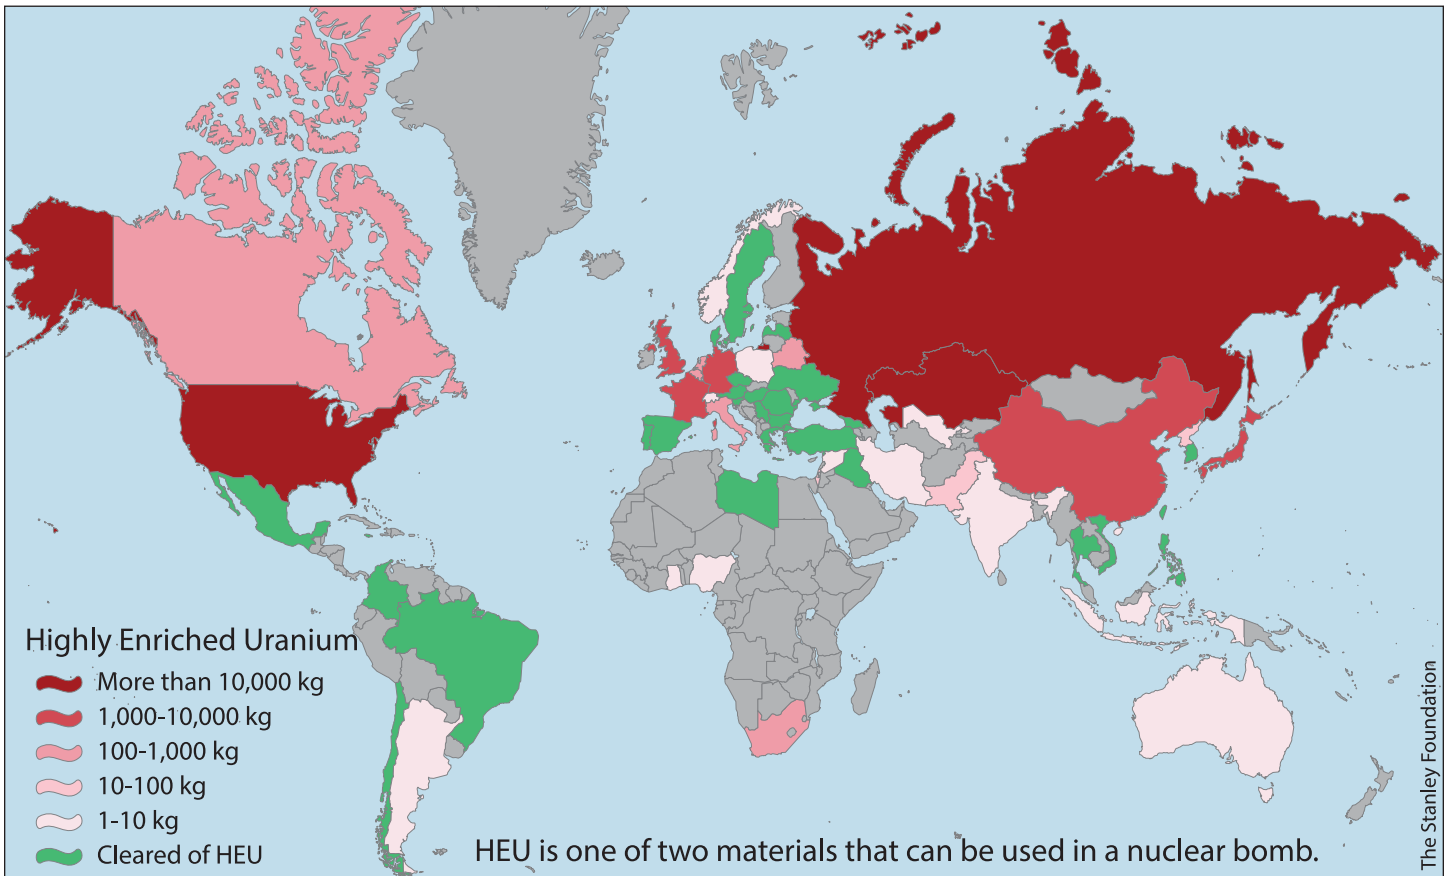 Highly Enriched Uranium
More than 10,000 kg
1,000-10,000 kg
100-1,000 kg
10-100 kg
1-10 kg
Cleared of HEU
HEU is one of two materials that can be used in a nuclear bomb.
The Stanley Foundation